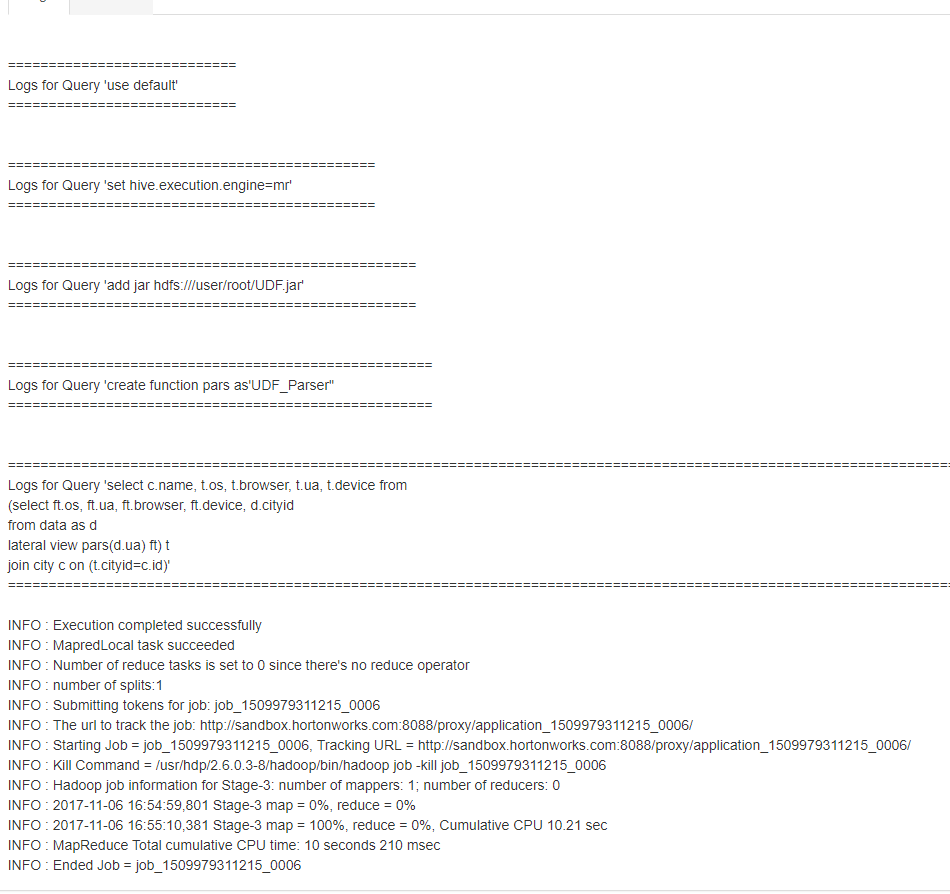 ============================
Logs for Query 'use default'
============================
=============================================
Logs for Query 'set hive.execution.engine=mr'
=============================================
==================================================
Logs for Query 'add jar hdfs:///user/root/UDF.jar'
==================================================
====================================================
Logs for Query 'create function pars as'UDF_Parser''
====================================================
===================================================================================================================
Logs for Query 'select c.name, t.os, t.browser, t.ua, t.device from
(select ft.os, ft.ua, ft.browser, ft.device, d.cityid
from data as d
lateral view pars(d.ua) ft) t
join city c on (t.cityid=c.id)'
===================================================================================================================
INFO : Execution completed successfully
INFO : MapredLocal task succeeded
INFO : Number of reduce tasks is set to 0 since there's no reduce operator
INFO : number of splits:1
INFO : Submitting tokens for job: job_1509979311215_0006
INFO : The url to track the job: http://sandbox.hortonworks.com:8088/proxy/application_1509979311215_0006/
INFO : Starting Job = job_1509979311215_0006, Tracking URL = http://sandbox.hortonworks.com:8088/proxy/application_1509979311215_0006/
INFO : Kill Command = /usr/hdp/2.6.0.3-8/hadoop/bin/hadoop job -kill job_1509979311215_0006
INFO : Hadoop job information for Stage-3: number of mappers: 1; number of reducers: 0
INFO : 2017-11-06 16:54:59,801 Stage-3 map = 0%, reduce = 0%
INFO : 2017-11-06 16:55:10,381 Stage-3 map = 100%, reduce = 0%, Cumulative CPU 10.21 sec
INFO : MapReduce Total cumulative CPU time: 10 seconds 210 msec
INFO : Ended Job = job_1509979311215_0006